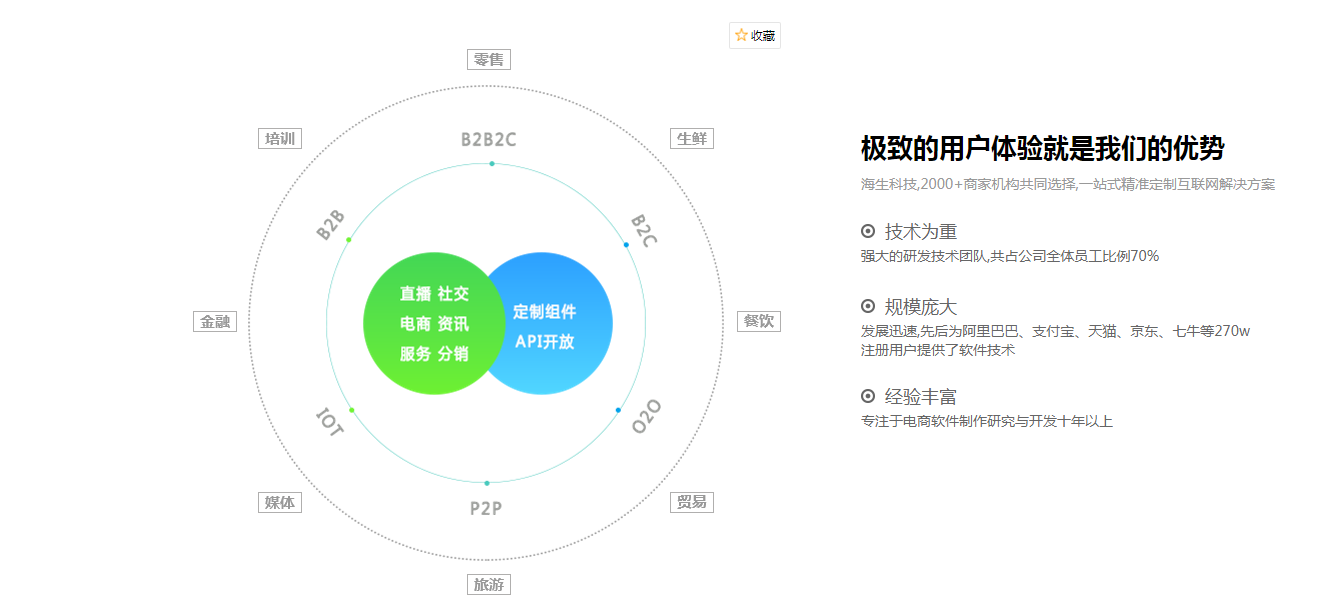 收藏
零售
培训
生鲜
B2B2C
B2B
B2C
直播 社交
电商 资讯
服务 分销
定制组件
API开放
金融
餐饮
IOT
O2O
媒体
贸易
P2P
旅游
极致的用户体验就是我们的优势
海生科技,2000+商家机构共同选择,一站式精准定制互联网解决方案
技术为重
强大的研发技术团队,共占公司全体员工比例70%
规模庞大
发展迅速,先后为阿里巴巴、支付宝、天猫、京东、七牛等270w
注册用户提供了软件技术
经验丰富
专注于电商软件制作研究与开发十年以上